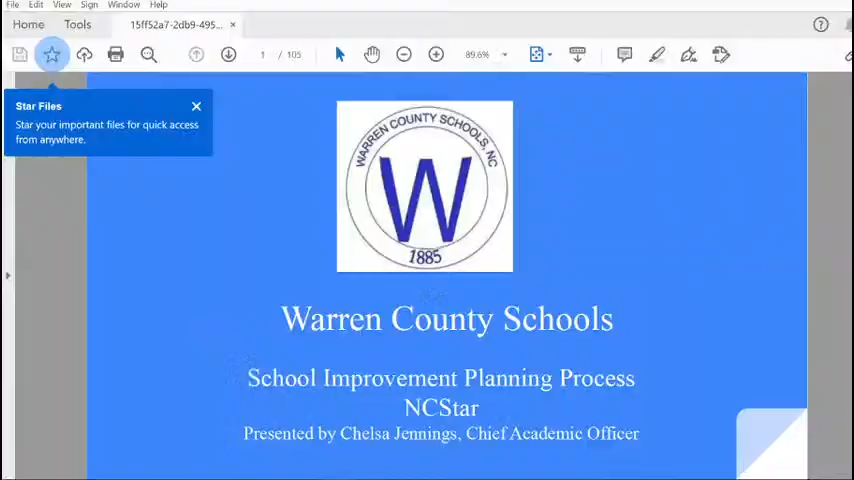 File Edit View Sign Window Help
Home Tools 15ff52a7-2db9-495... ×
1 / 105 89.6%
Star Files
Star your important files for quick access
from anywhere.
WARREN COUNTY SCHOOLS, NC
W
1885
Warren County Schools
School Improvement Planning Process
NCStar
Presented by Chelsa Jennings, Chief Academic Officer